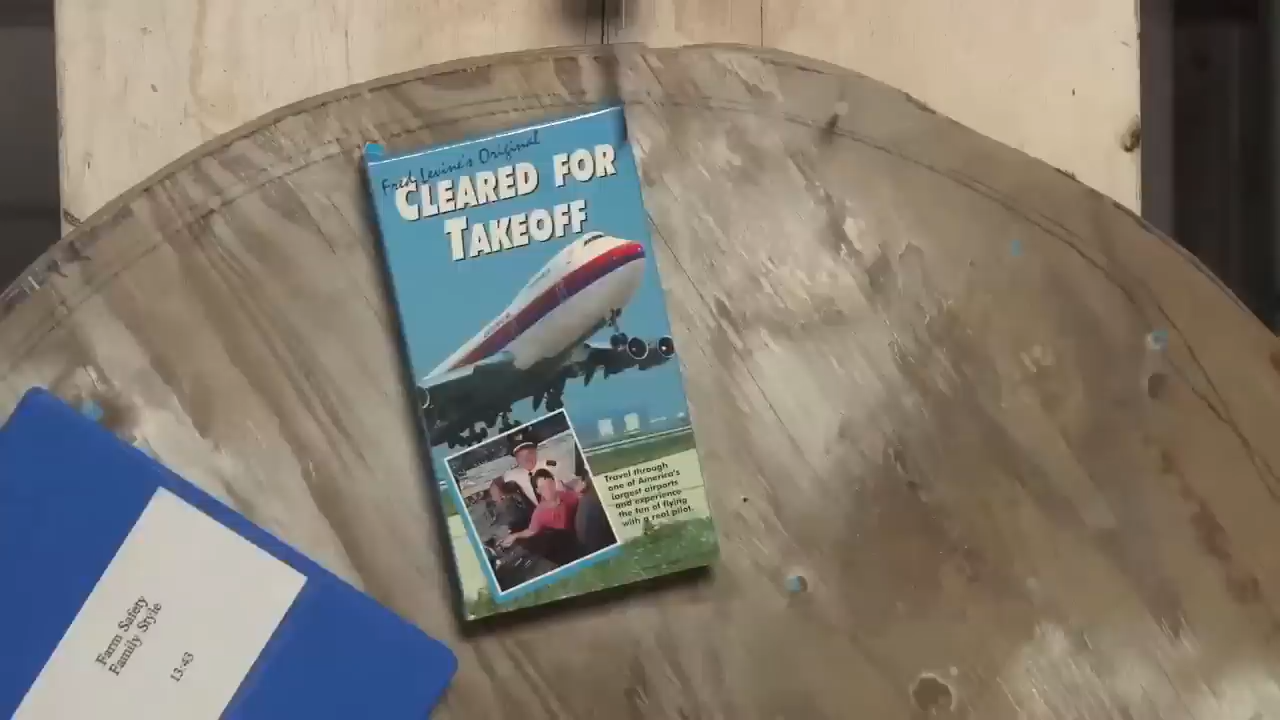 Fred Levine's Original
CLEARED FOR
TAKEOFF
Travel through
one of America's
largest airports
and experience
the fun of flying
with a real pilot.
Farm Safety
Family Style
13:43